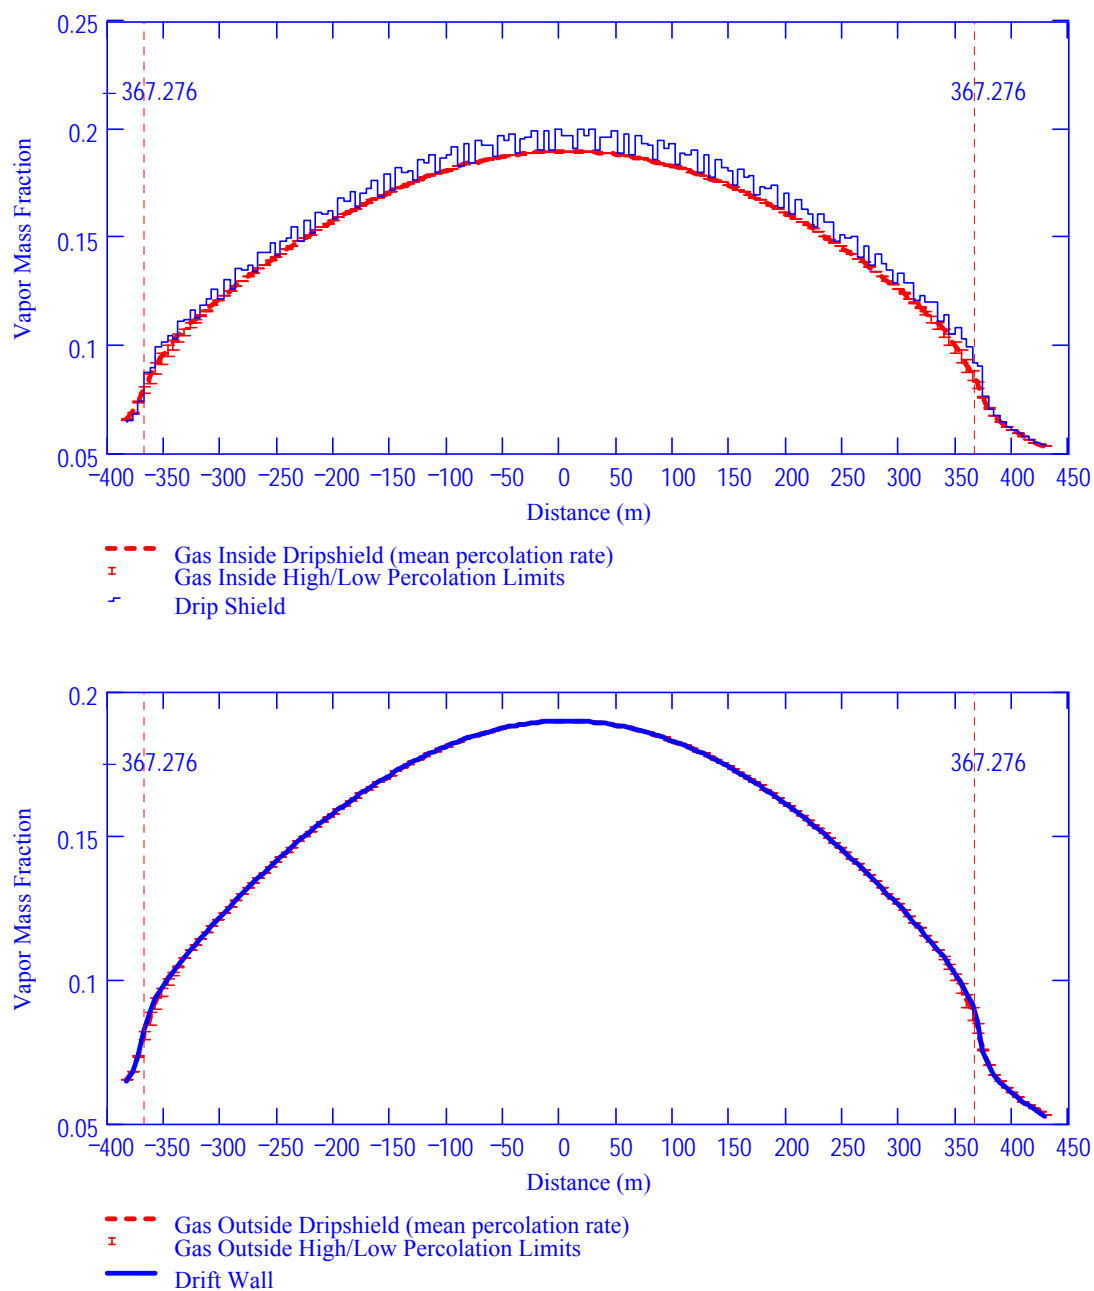 0.25
0.2
0.15
0.1
0.05
Vapor Mass Fraction
− 367.276
367.276
−400 −350 −300 −250 −200 −150 −100 −50 0 50 100 150 200 250 300 350 400 450
Distance (m)
Gas Inside Dripshield (mean percolation rate)
Gas Inside High/Low Percolation Limits
Drip Shield
0.2
0.15
0.1
0.05
Vapor Mass Fraction
− 367.276
367.276
−400 −350 −300 −250 −200 −150 −100 −50 0 50 100 150 200 250 300 350 400 450
Distance (m)
Gas Outside Dripshield (mean percolation rate)
Gas Outside High/Low Percolation Limits
Drift Wall